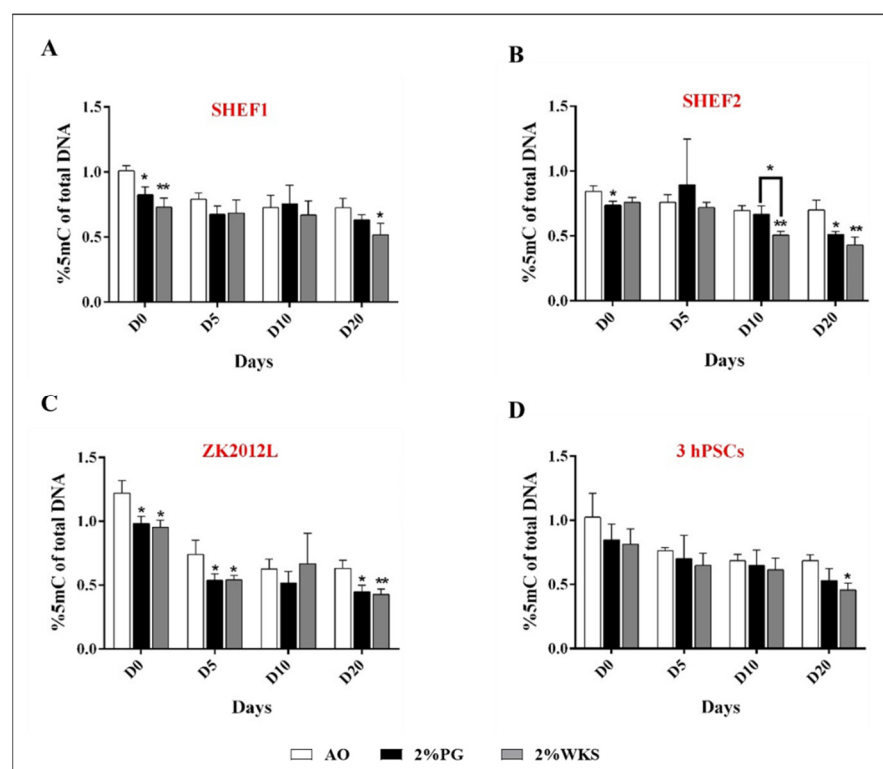 A
SHEF1
%5mC of total DNA
1.5
1.0
0.5
0.0
* ** *
D0 D5 D10 D20
Days
B
SHEF2
%5mC of total DNA
1.5
1.0
0.5
0.0
* * ** * **
D0 D5 D10 D20
Days
C
ZK2012L
%5mC of total DNA
1.5
1.0
0.5
0.0
* * * * * **
D0 D5 D10 D20
Days
D
3 hPSCs
%5mC of total DNA
1.5
1.0
0.5
0.0
*
D0 D5 D10 D20
Days
AO 2%PG 2%WKS